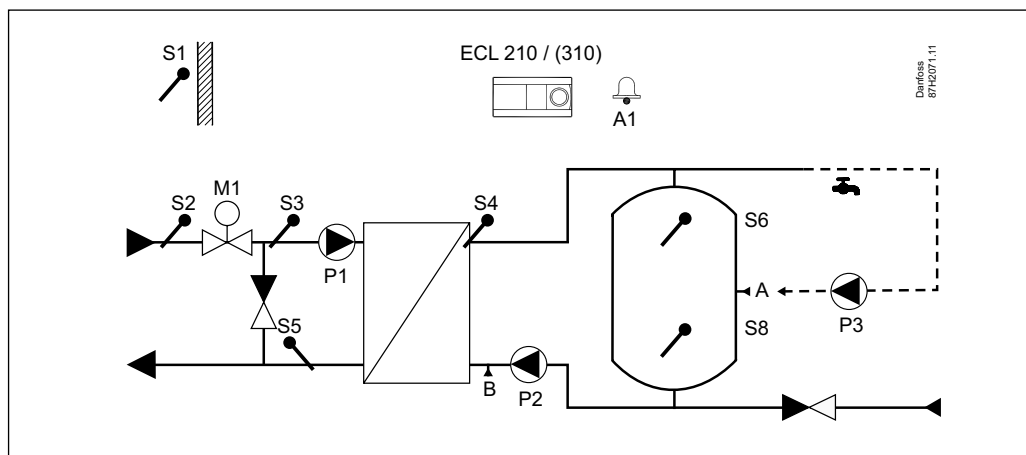 S1
ECL 210 / (310)
A1
Danfoss
87H2071.11
S2
M1
S3
P1
S4
S6
A
P3
S8
S5
B
P2